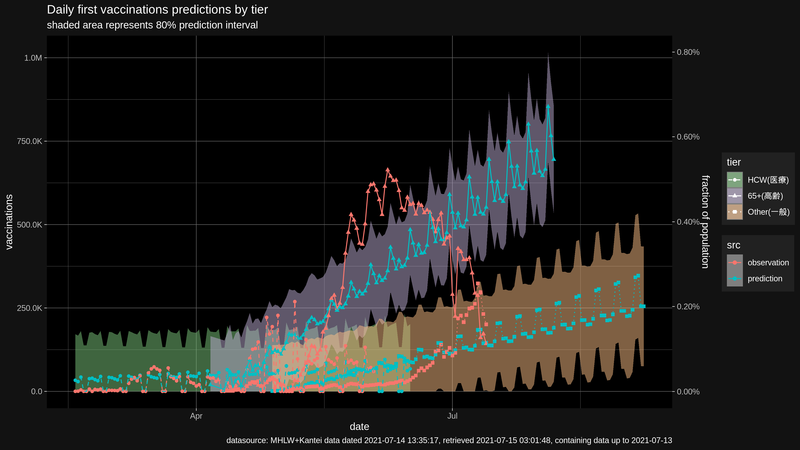 Daily first vaccinations predictions by tier
shaded area represents 80% prediction interval
1.0M
750.0K
500.0K
250.0K
0.0
vaccinations
0.80%
0.60%
0.40%
0.20%
0.00%
fraction of population
Apr
Jul
date
tier
HCW(医療)
65+(高齢)
Other(一般)
src
observation
prediction
datasource: MHLW+Kantei data dated 2021-07-14 13:35:17, retrieved 2021-07-15 03:01:48, containing data up to 2021-07-13